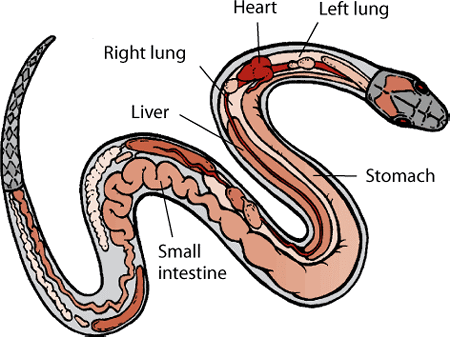 Heart
Left lung
Right lung
Liver
Stomach
Small
intestine